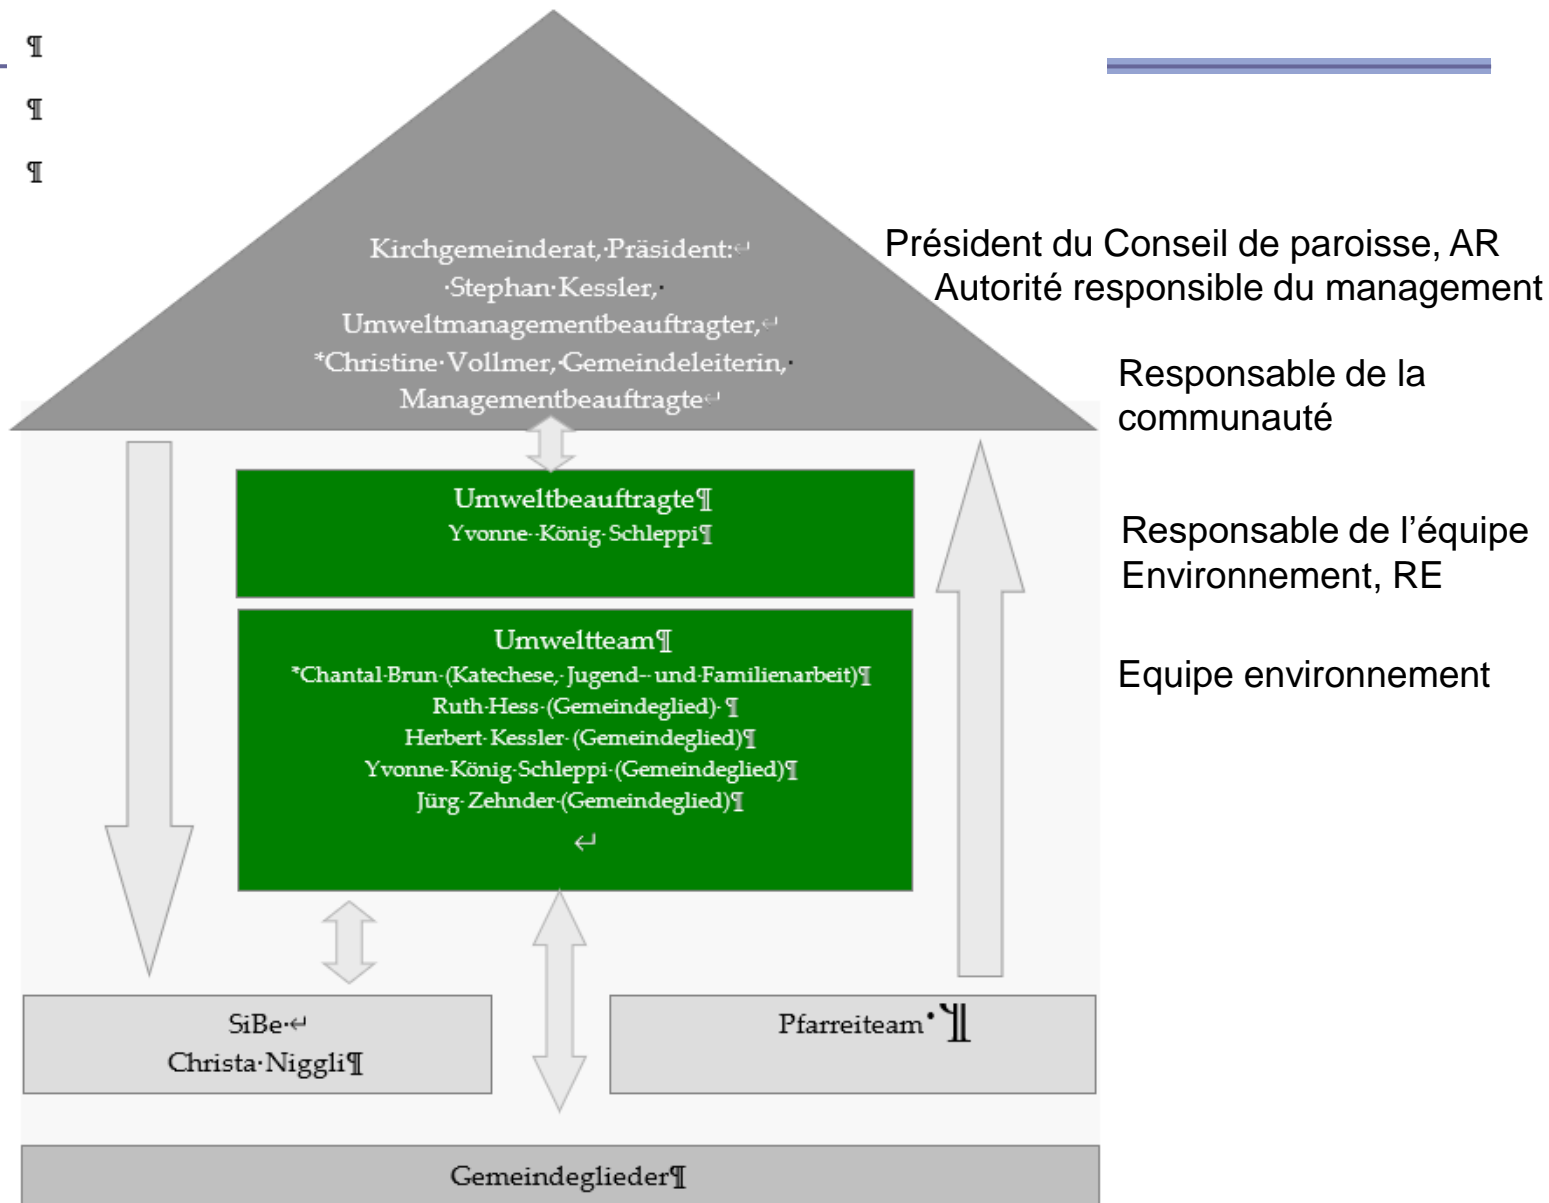 ¶
¶
¶
Kirchgemeinderat,·Präsident:↵
·Stephan·Kessler,·
Umweltmanagementbeauftragter,↵
*Christine·Vollmer,·Gemeindeleiterin,·
Managementbeauftragte↵
Président du Conseil de paroisse, AR
Autorité responsible du management
Responsable de la
communauté
Umweltbeauftragte¶
Yvonne··König·Schleppi¶
Responsable de l’équipe
Environnement, RE
Umweltteam¶
*Chantal·Brun·(Katechese,·Jugend-·und·Familienarbeit)¶
Ruth·Hess·(Gemeindeglied)·¶
Herbert·Kessler·(Gemeindeglied)¶
Yvonne·König·Schleppi·(Gemeindeglied)¶
Jürg·Zehnder·(Gemeindeglied)¶
↵
Equipe environnement
SiBe·↵
Christa·Niggli¶
Pfarreiteam·¶
Gemeindeglieder¶